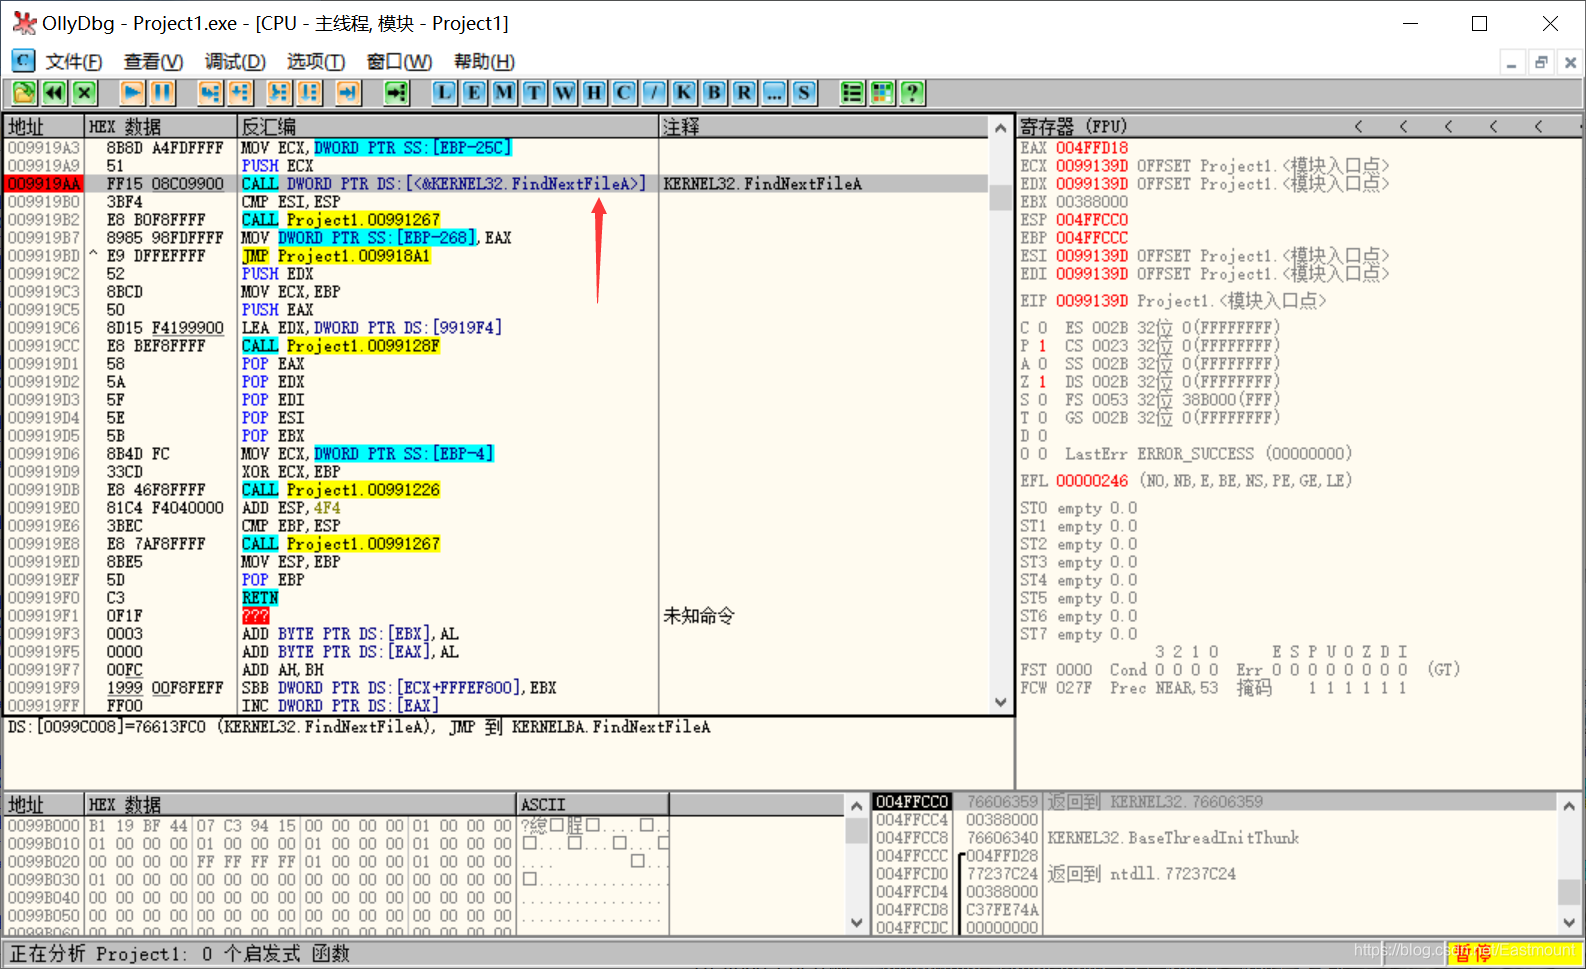 OllyDbg - Project1.exe - [CPU - 主线程, 模块 - Project1]
C 文件(F) 查看(V) 调试(D) 选项(T) 窗口(W) 帮助(H)
L E M T W H C / K B R ... S ?
地址 HEX 数据 反汇编 注释
009919A3 8B8D A4FDFFFF MOV ECX,DWORD PTR SS:[EBP-25C]
009919A9 51 PUSH ECX
009919AA FF15 08C09900 CALL DWORD PTR DS:[<&KERNEL32.FindNextFileA>] KERNEL32.FindNextFileA
009919B0 3BF4 CMP ESI,ESP
009919B2 E8 B0F8FFFF CALL Project1.00991267
009919B7 8985 98FDFFFF MOV DWORD PTR SS:[EBP-268],EAX
009919BD ^ E9 DFFEFFFF JMP Project1.009918A1
009919C2 52 PUSH EDX
009919C3 8BCD MOV ECX,EBP
009919C5 50 PUSH EAX
009919C6 8D15 F4199900 LEA EDX,DWORD PTR DS:[9919F4]
009919CC E8 BEF8FFFF CALL Project1.0099128F
009919D1 58 POP EAX
009919D2 5A POP EDX
009919D3 5F POP EDI
009919D4 5E POP ESI
009919D5 5B POP EBX
009919D6 8B4D FC MOV ECX,DWORD PTR SS:[EBP-4]
009919D9 33CD XOR ECX,EBP
009919DB E8 46F8FFFF CALL Project1.00991226
009919E0 81C4 F4040000 ADD ESP,4F4
009919E6 3BEC CMP EBP,ESP
009919E8 E8 7AF8FFFF CALL Project1.00991267
009919ED 8BE5 MOV ESP,EBP
009919EF 5D POP EBP
009919F0 C3 RETN
009919F1 0F1F ??? 未知命令
009919F3 0003 ADD BYTE PTR DS:[EBX],AL
009919F5 0000 ADD BYTE PTR DS:[EAX],AL
009919F7 00FC ADD AH,BH
009919F9 1999 00F8FEFF SBB DWORD PTR DS:[ECX+FFFEF800],EBX
009919FF FF00 INC DWORD PTR DS:[EAX]
DS:[0099C008]=76613FC0 (KERNEL32.FindNextFileA), JMP 到 KERNELBA.FindNextFileA
寄存器 (FPU) < < < < <
EAX 004FFD18
ECX 0099139D OFFSET Project1.<模块入口点>
EDX 0099139D OFFSET Project1.<模块入口点>
EBX 00388000
ESP 004FFCC0
EBP 004FFCCC
ESI 0099139D OFFSET Project1.<模块入口点>
EDI 0099139D OFFSET Project1.<模块入口点>
EIP 0099139D Project1.<模块入口点>
C 0 ES 002B 32位 0(FFFFFFFF)
P 1 CS 0023 32位 0(FFFFFFFF)
A 0 SS 002B 32位 0(FFFFFFFF)
Z 1 DS 002B 32位 0(FFFFFFFF)
S 0 FS 0053 32位 38B000(FFF)
T 0 GS 002B 32位 0(FFFFFFFF)
D 0
O 0 LastErr ERROR_SUCCESS (00000000)
EFL 00000246 (NO,NB,E,BE,NS,PE,GE,LE)
ST0 empty 0.0
ST1 empty 0.0
ST2 empty 0.0
ST3 empty 0.0
ST4 empty 0.0
ST5 empty 0.0
ST6 empty 0.0
ST7 empty 0.0
3 2 1 0 E S P U O Z D I
FST 0000 Cond 0 0 0 0 Err 0 0 0 0 0 0 0 0 (GT)
FCW 027F Prec NEAR,53 掩码 1 1 1 1 1 1
地址 HEX 数据 ASCII
0099B000 B1 19 BF 44 07 C3 94 15 00 00 00 00 01 00 00 00
0099B010 01 00 00 00 01 00 00 00 01 00 00 00 01 00 00 00
0099B020 00 00 00 00 FF FF FF FF 01 00 00 00 01 00 00 00
0099B030 01 00 00 00 00 00 00 00 00 00 00 00 00 00 00 00
0099B040 00 00 00 00 00 00 00 00 00 00 00 00 00 00 00 00
0099B050 00 00 00 00 00 00 00 00 00 00 00 00 00 00 00 00
004FFCC0 76606359 返回到 KERNEL32.76606359
004FFCC4 00388000
004FFCC8 76606340 KERNEL32.BaseThreadInitThunk
004FFCCC 004FFD28
004FFCD0 77237C24 返回到 ntdll.77237C24
004FFCD4 00388000
004FFCD8 C37FE74A
004FFCDC 00000000
正在分析 Project1: 0 个启发式 函数
暂停